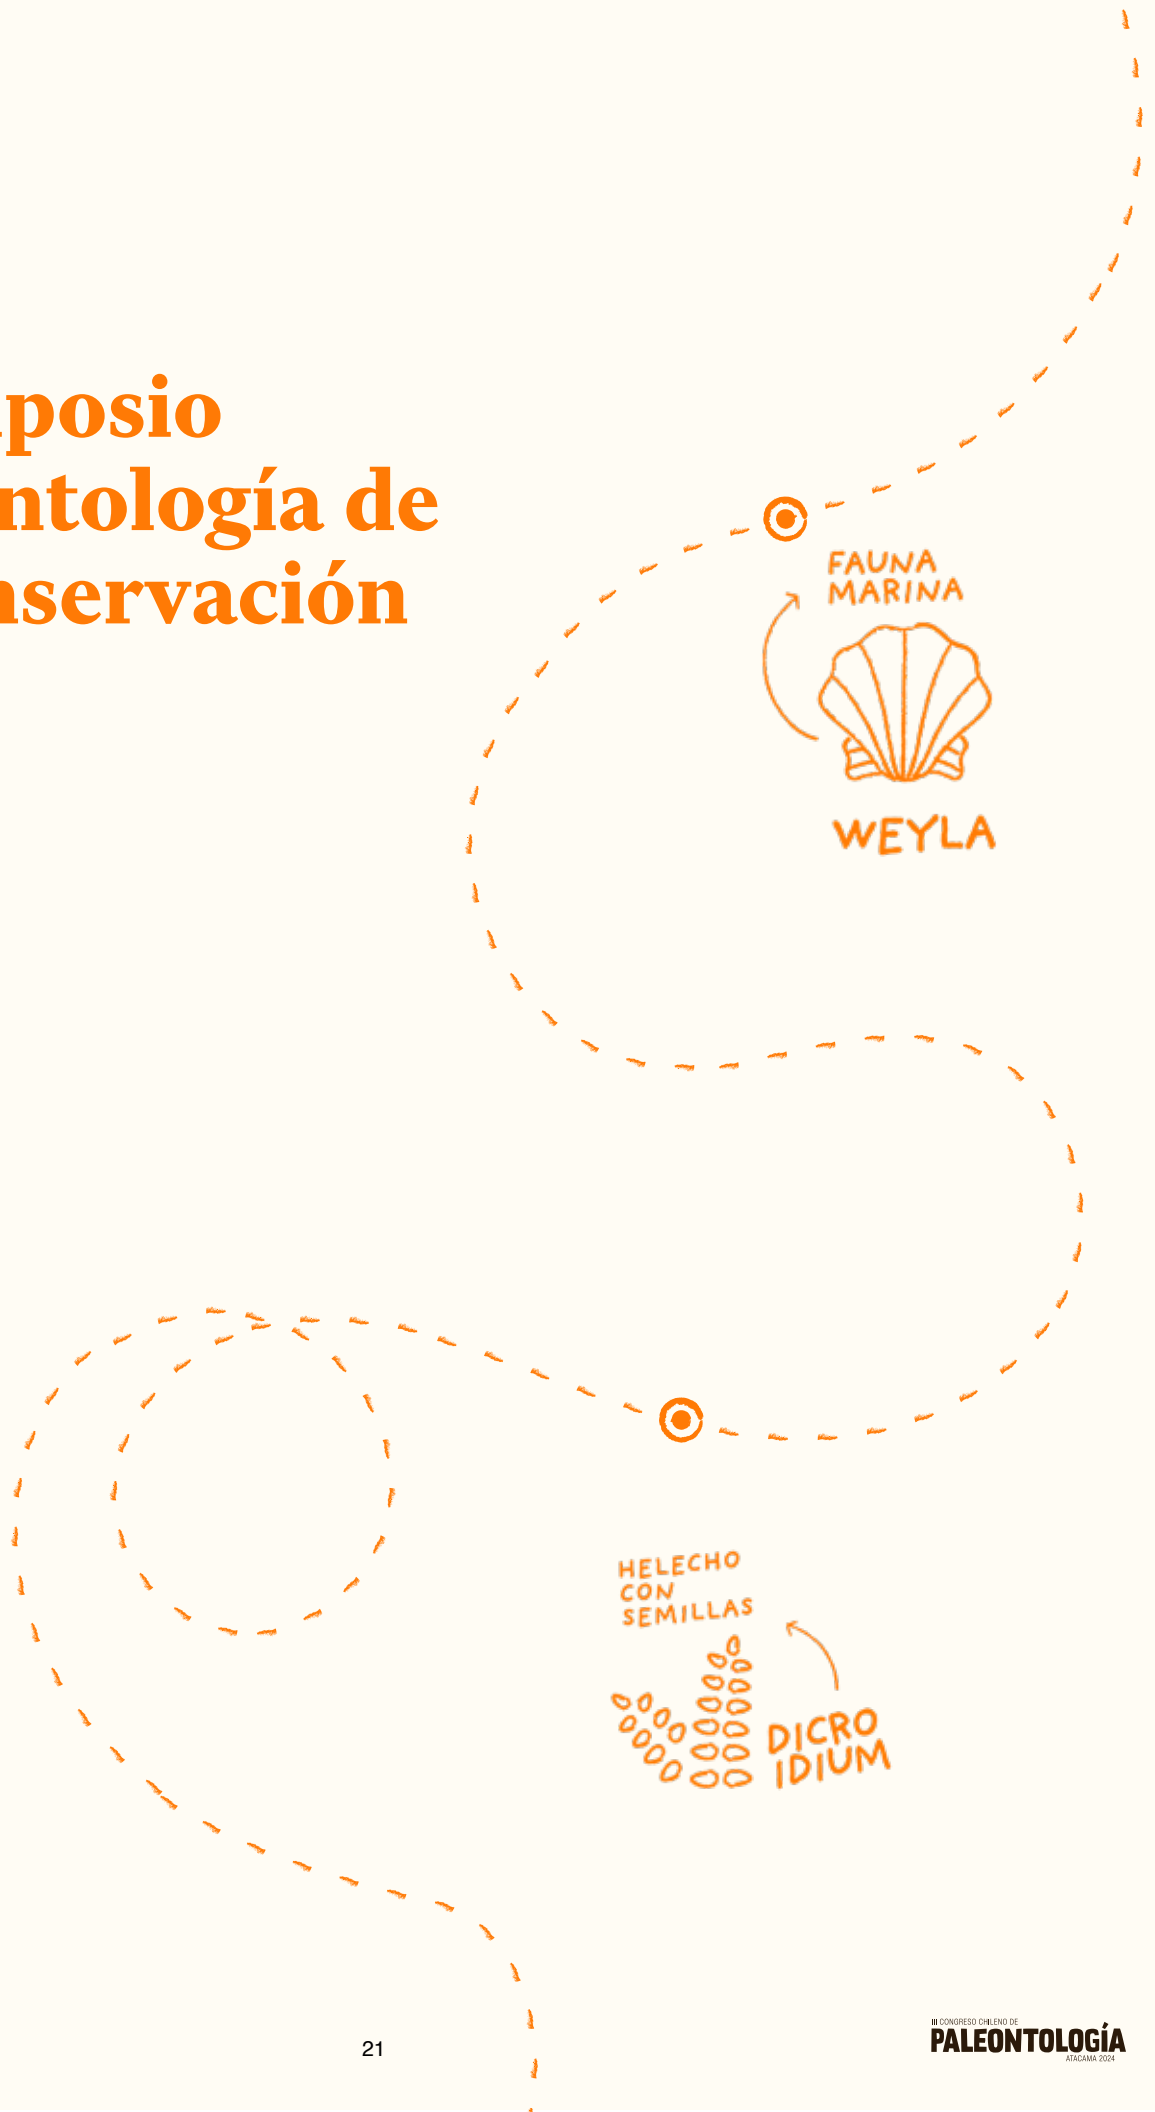 posio
ntología de
nservación
FAUNA
MARINA
WEYLA
HELECHO
CON
SEMILLAS
DICRO
IDIUM
21
III CONGRESO CHILENO DE
PALEONTOLOGÍA
ATACAMA 2024